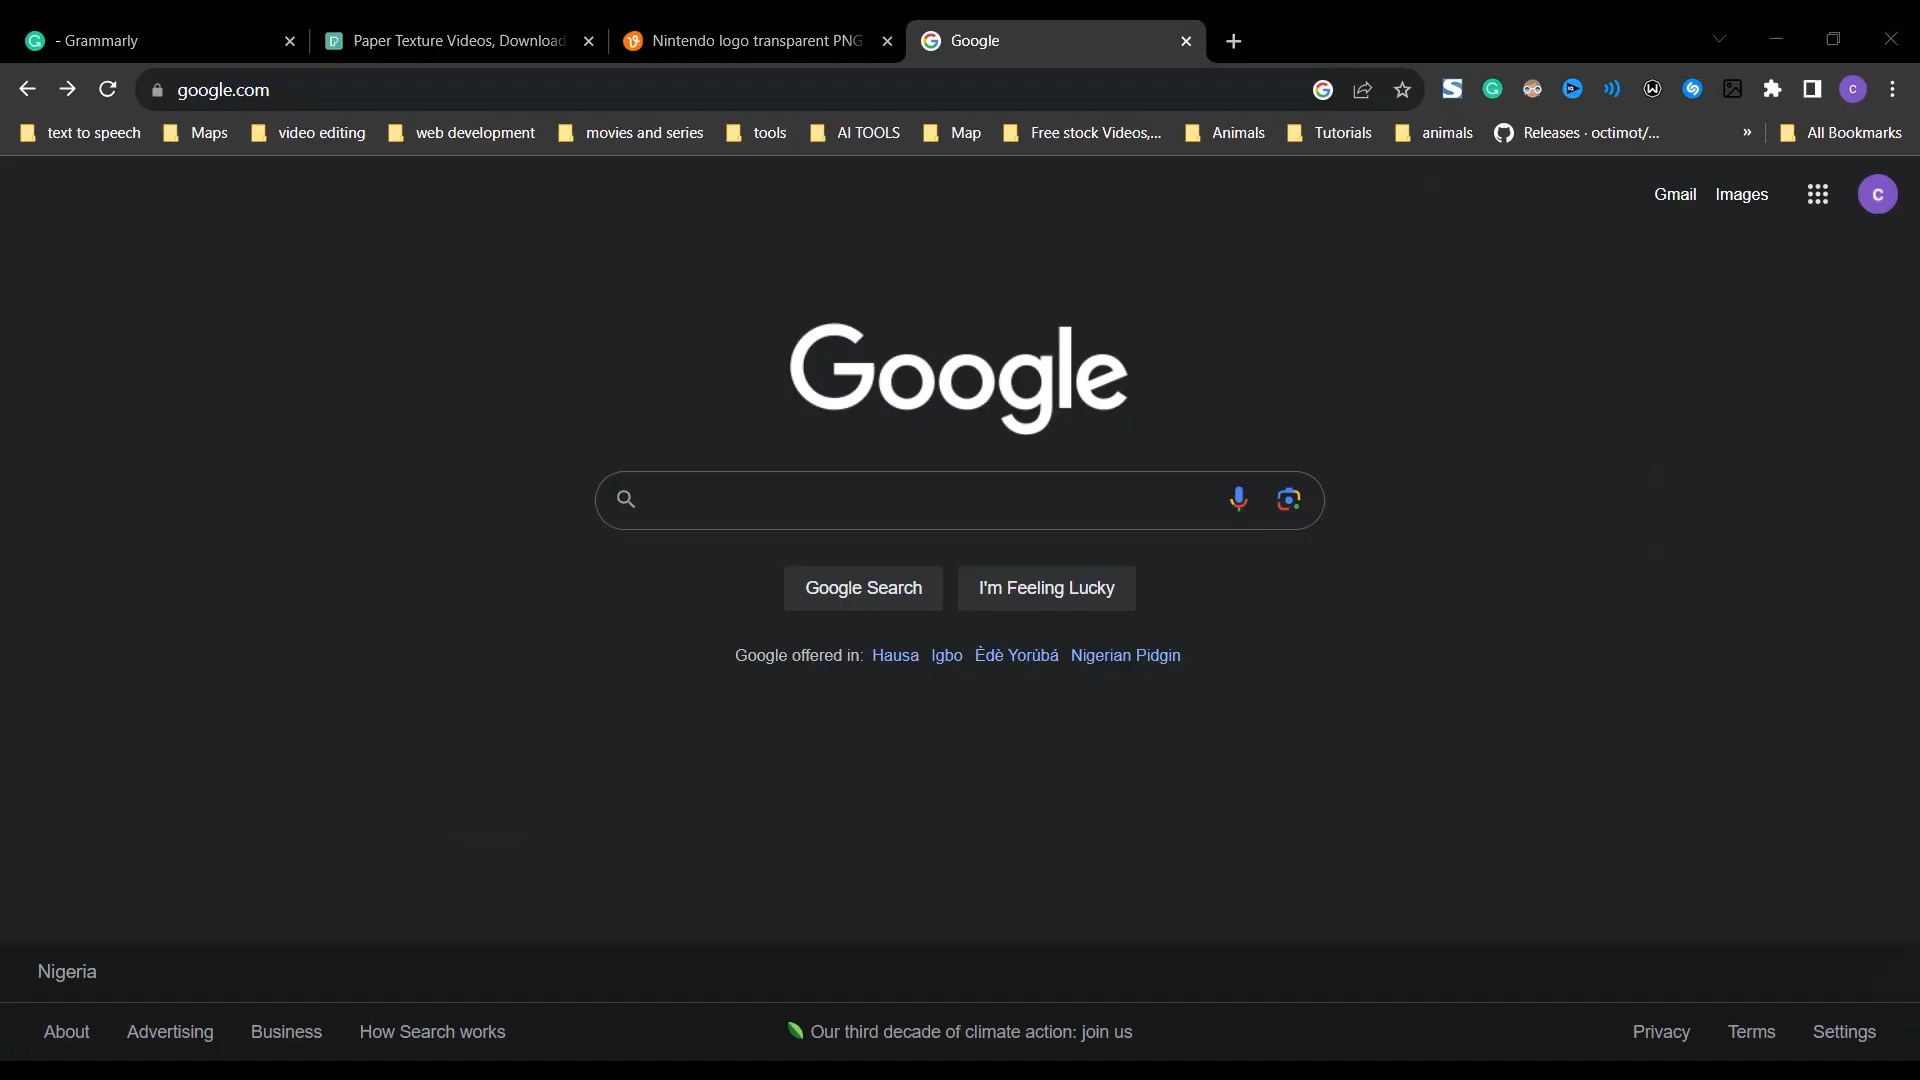 - Grammarly
Paper Texture Videos, Download
Nintendo logo transparent PNG
Google
google.com
C
text to speech
Maps
video editing
web development
movies and series
tools
AI TOOLS
Map
Free stock Videos,...
Animals
Tutorials
animals
Releases · octimot/...
»
All Bookmarks
Gmail
Images
C
Google
Google Search
I'm Feeling Lucky
Google offered in: Hausa Igbo Èdè Yorùbá Nigerian Pidgin
Nigeria
About
Advertising
Business
How Search works
Our third decade of climate action: join us
Privacy
Terms
Settings